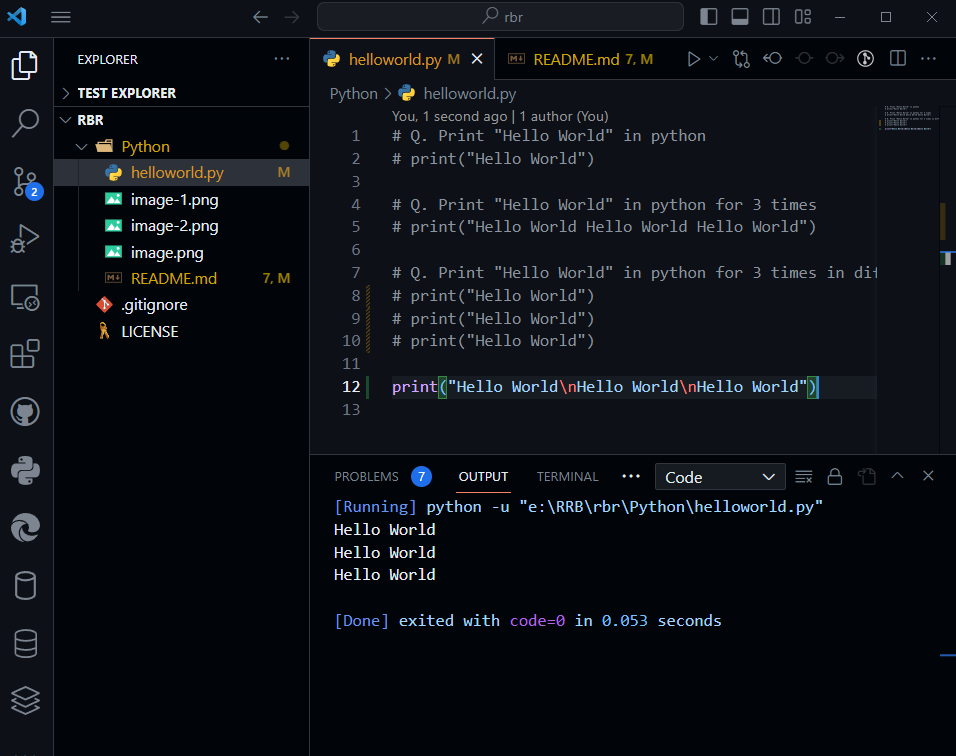 rbr
EXPLORER
TEST EXPLORER
RBR
Python
helloworld.py M
image-1.png
image-2.png
image.png
README.md 7, M
.gitignore
LICENSE
2
helloworld.py M
README.md 7, M
Python > helloworld.py
You, 1 second ago | 1 author (You)
1 # Q. Print "Hello World" in python
2 # print("Hello World")
3
4 # Q. Print "Hello World" in python for 3 times
5 # print("Hello World Hello World Hello World")
6
7 # Q. Print "Hello World" in python for 3 times in dif
8 # print("Hello World")
9 # print("Hello World")
10 # print("Hello World")
11
12 print("Hello World\nHello World\nHello World")
13
PROBLEMS 7 OUTPUT TERMINAL ... Code
[Running] python -u "e:\RRB\rbr\Python\helloworld.py"
Hello World
Hello World
Hello World
[Done] exited with code=0 in 0.053 seconds